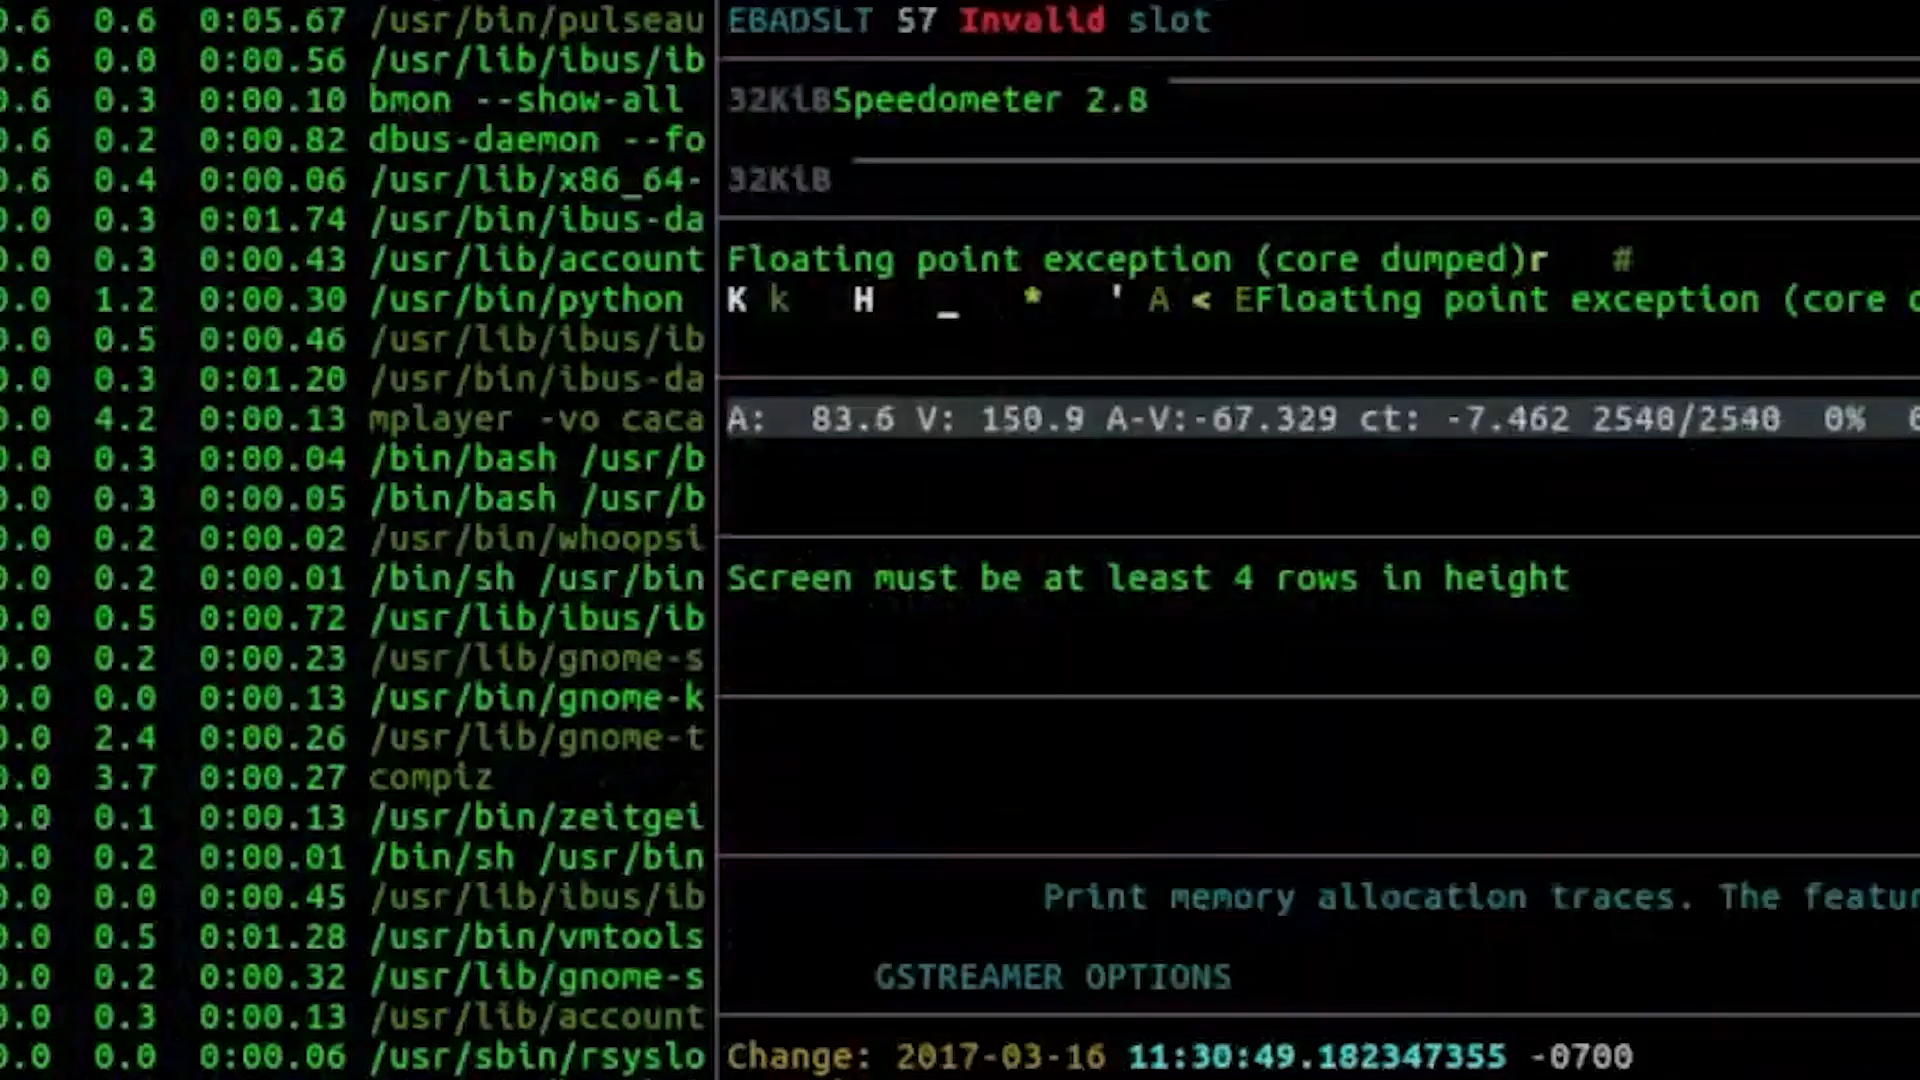 0.6 0.6 0:05.67 /usr/bin/pulseau
0.6 0.0 0:00.56 /usr/lib/ibus/ib
0.6 0.3 0:00.10 bmon --show-all
0.6 0.2 0:00.82 dbus-daemon --fo
0.6 0.4 0:00.06 /usr/lib/x86_64-
0.0 0.3 0:01.74 /usr/bin/ibus-da
0.0 0.3 0:00.43 /usr/lib/account
0.0 1.2 0:00.30 /usr/bin/python
0.0 0.5 0:00.46 /usr/lib/ibus/ib
0.0 0.3 0:01.20 /usr/bin/ibus-da
0.0 4.2 0:00.13 mplayer -vo caca
0.0 0.3 0:00.04 /bin/bash /usr/b
0.0 0.3 0:00.05 /bin/bash /usr/b
0.0 0.2 0:00.02 /usr/bin/whoopsi
0.0 0.2 0:00.01 /bin/sh /usr/bin
0.0 0.5 0:00.72 /usr/lib/ibus/ib
0.0 0.2 0:00.23 /usr/lib/gnome-s
0.0 0.0 0:00.13 /usr/bin/gnome-k
0.0 2.4 0:00.26 /usr/lib/gnome-t
0.0 3.7 0:00.27 compiz
0.0 0.1 0:00.13 /usr/bin/zeitgei
0.0 0.2 0:00.01 /bin/sh /usr/bin
0.0 0.0 0:00.45 /usr/lib/ibus/ib
0.0 0.5 0:01.28 /usr/bin/vmtools
0.0 0.2 0:00.32 /usr/lib/gnome-s
0.0 0.3 0:00.13 /usr/lib/account
0.0 0.0 0:00.06 /usr/sbin/rsyslo
EBADSLT 57 Invalid slot
32KiBSpeedometer 2.8
32KiB
Floating point exception (core dumped)r #
K k H _ * ' A < EFloating point exception (core d
A: 83.6 V: 150.9 A-V:-67.329 ct: -7.462 2540/2540 0%
Screen must be at least 4 rows in height
Print memory allocation traces. The featur
GSTREAMER OPTIONS
Change: 2017-03-16 11:30:49.182347355 -0700